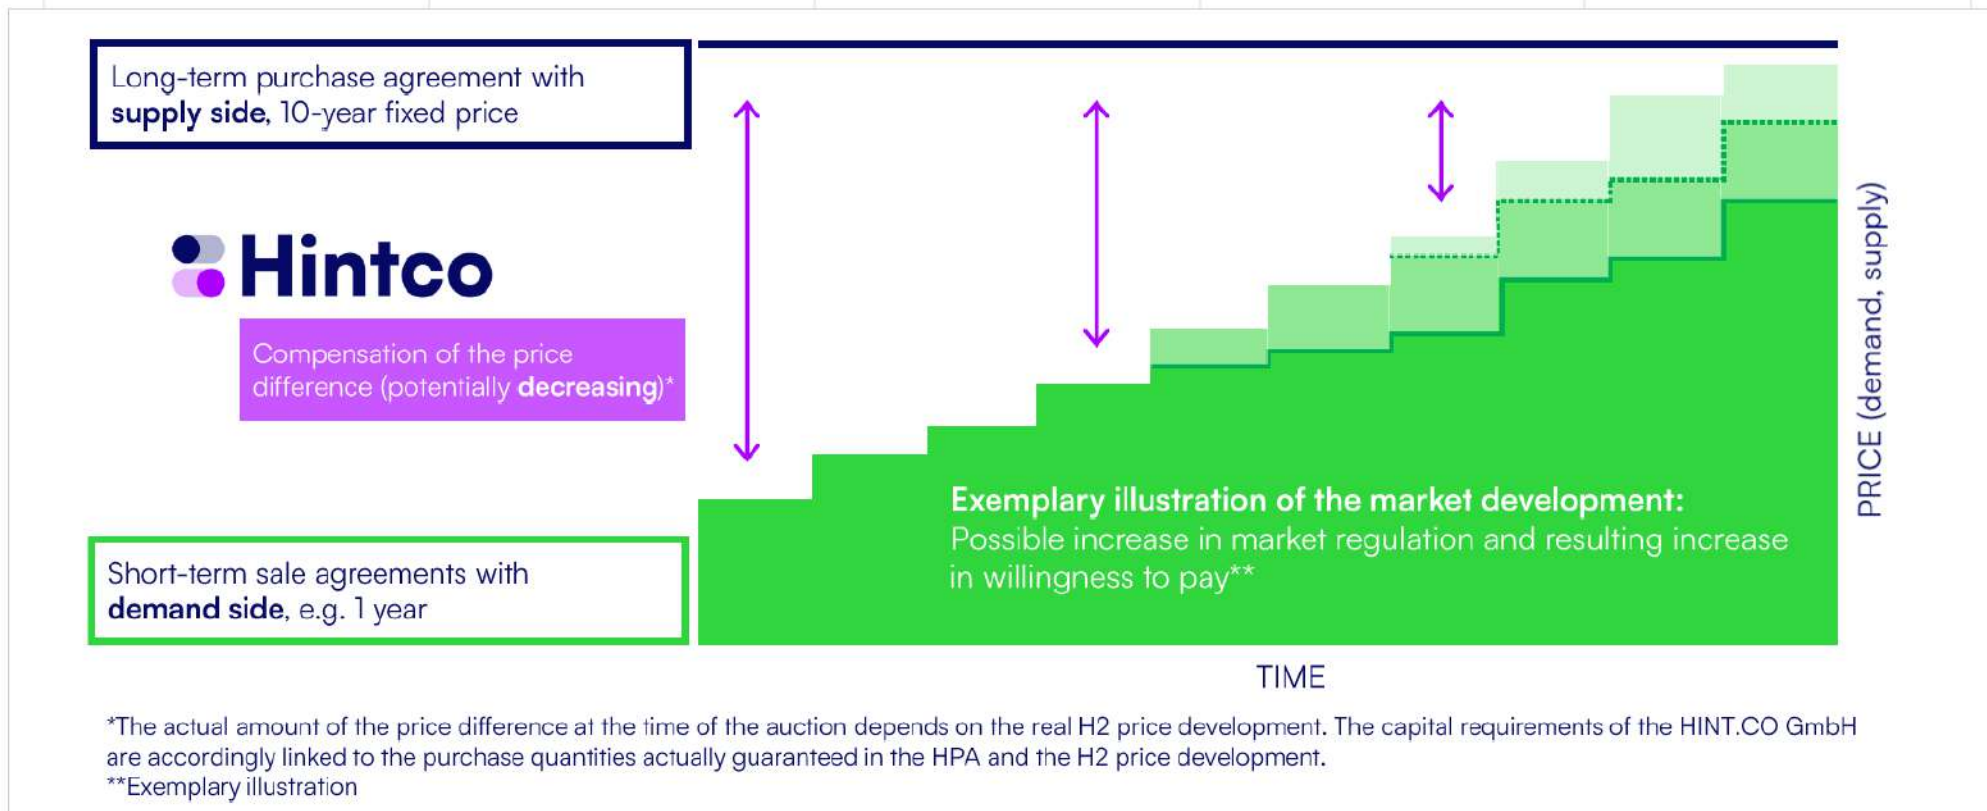 Long-term purchase agreement with
supply side, 10-year fixed price
Hintco
Compensation of the price
difference (potentially decreasing)*
Short-term sale agreements with
demand side, e.g. 1 year
Exemplary illustration of the market development:
Possible increase in market regulation and resulting increase
in willingness to pay**
PRICE (demand, supply)
TIME
*The actual amount of the price difference at the time of the auction depends on the real H2 price development. The capital requirements of the HINT.CO GmbH
are accordingly linked to the purchase quantities actually guaranteed in the HPA and the H2 price development.
**Exemplary illustration